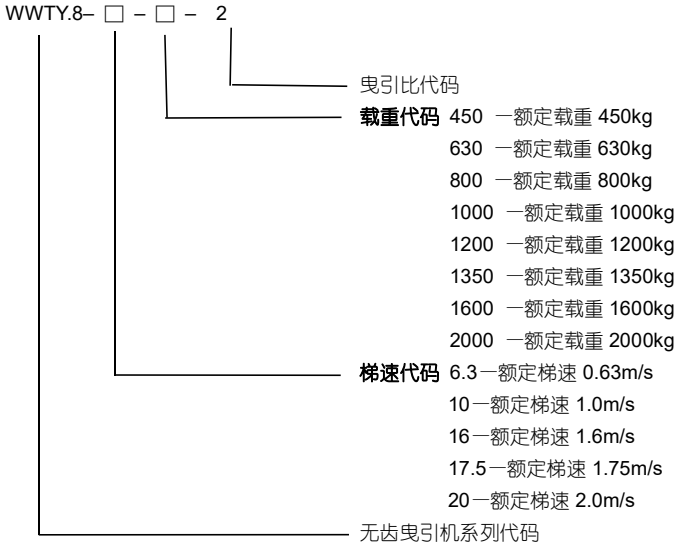 WWTY.8– □ – □ – 2
曳引比代码
载重代码 450 一额定载重 450kg
630 一额定载重 630kg
800 一额定载重 800kg
1000 一额定载重 1000kg
1200 一额定载重 1200kg
1350 一额定载重 1350kg
1600 一额定载重 1600kg
2000 一额定载重 2000kg
梯速代码 6.3一额定梯速 0.63m/s
10一额定梯速 1.0m/s
16一额定梯速 1.6m/s
17.5一额定梯速 1.75m/s
20一额定梯速 2.0m/s
无齿曳引机系列代码